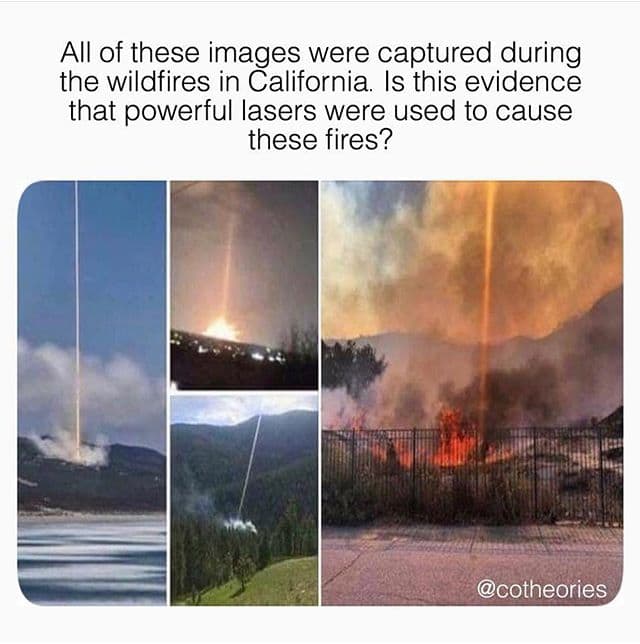 All of these images were captured during
the wildfires in California. Is this evidence
that powerful lasers were used to cause
these fires?
@cotheories